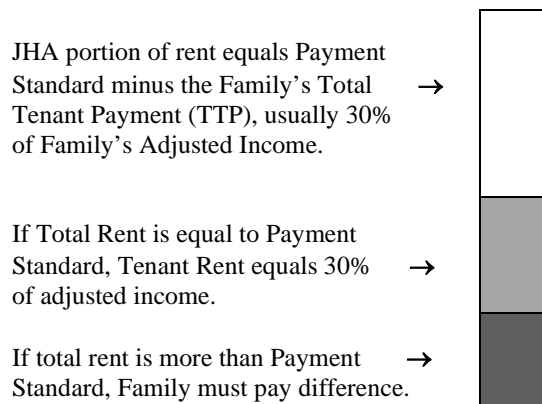 JHA portion of rent equals Payment
Standard minus the Family’s Total →
Tenant Payment (TTP), usually 30%
of Family’s Adjusted Income.
If Total Rent is equal to Payment
Standard, Tenant Rent equals 30% →
of adjusted income.
If total rent is more than Payment →
Standard, Family must pay difference.